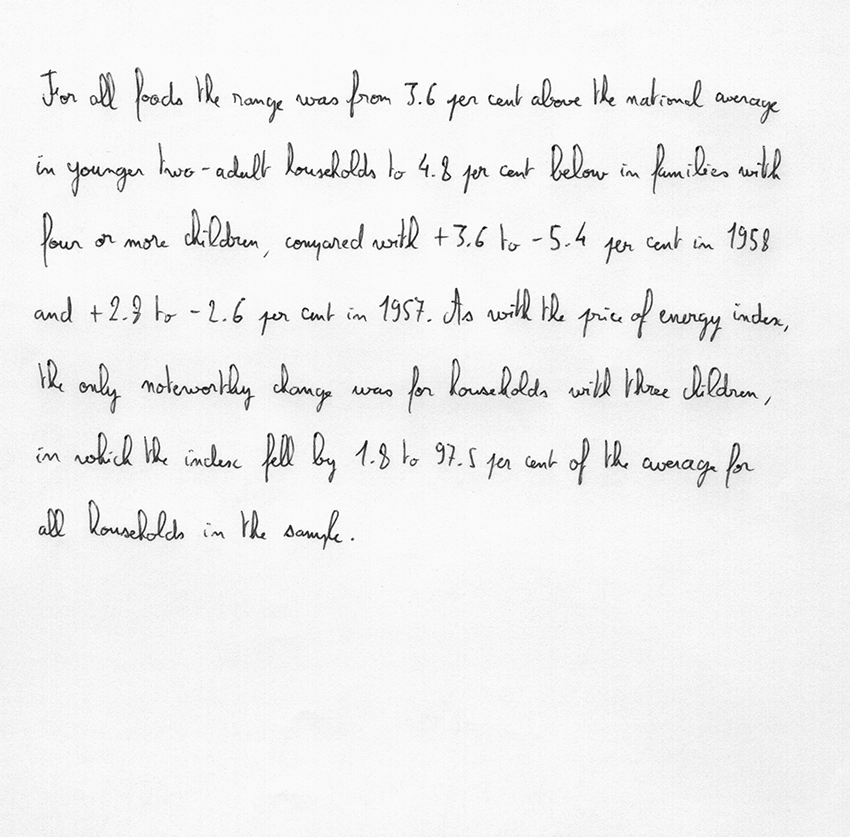 For all foods the range was from 3.6 per cent above the national average
in younger two-adult households to 4.8 per cent below in families with
four or more children, compared with +3.6 to -5.4 per cent in 1958
and +2. to -2.6 per cent in 1957. As with the price of energy index,
the only noteworthy change was for households with three children,
in which the index fell by 1.8 to 97.5 per cent of the average for
all households in the sample.